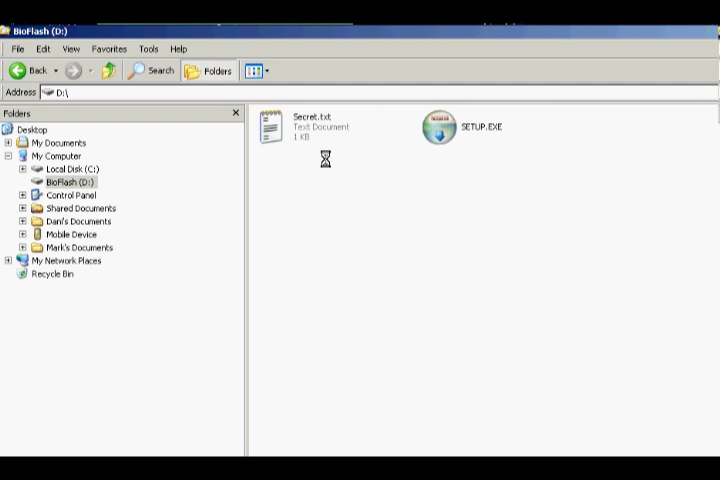 BioFlash (D:)
File Edit View Favorites Tools Help
Back Search Folders
Address D:\
Folders
Desktop
My Documents
My Computer
Local Disk (C:)
BioFlash (D:)
Control Panel
Shared Documents
Dani's Documents
Mobile Device
Mark's Documents
My Network Places
Recycle Bin
Secret.txt
Text Document
1 KB
SETUP.EXE